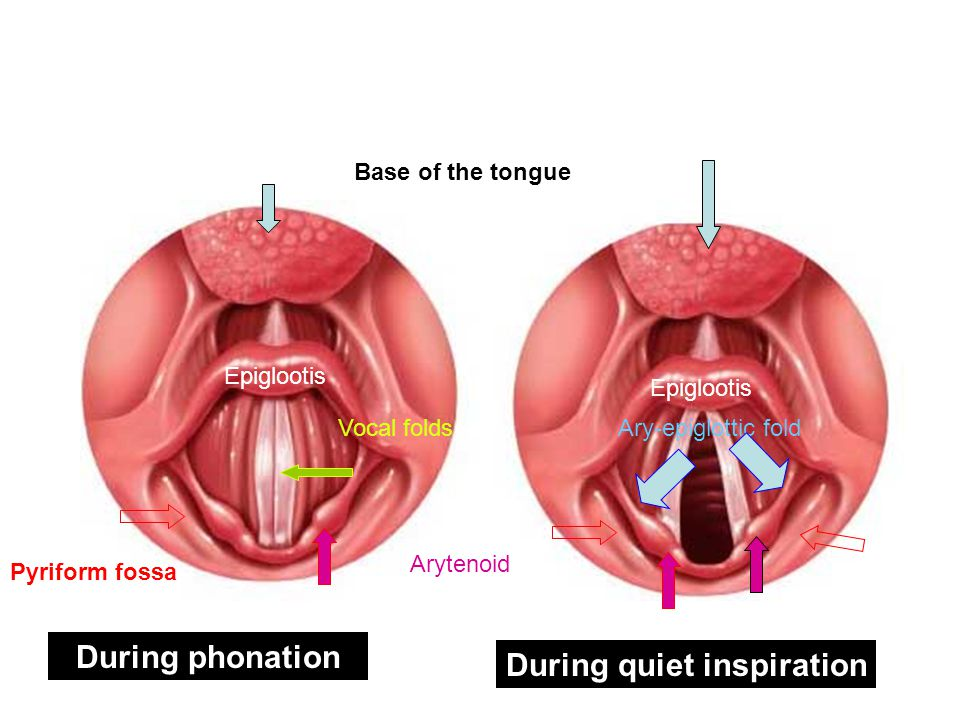 Base of the tongue
Epiglootis
Epiglootis
Vocal folds
Ary-epiglottic fold
Arytenoid
Pyriform fossa
During phonation
During quiet inspiration